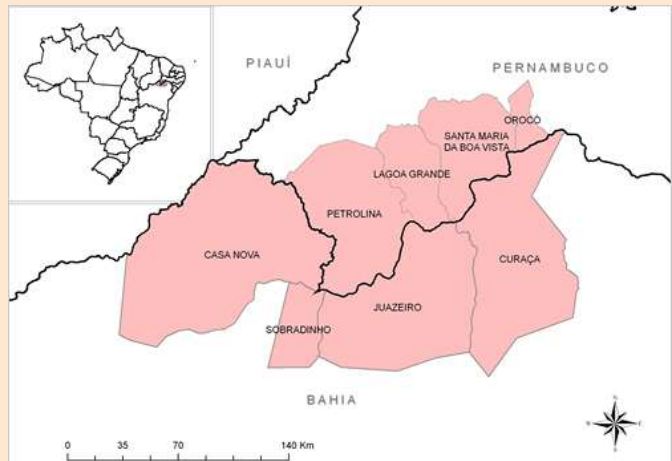 PIAUÍ
PERNAMBUCO
OROCÓ
SANTA MARIA
DA BOA VISTA
LAGOA GRANDE
PETROLINA
CASA NOVA
CURAÇA
JUAZEIRO
SOBRADINHO
BAHIA
N
W
E
S
0 35 70 140 Km